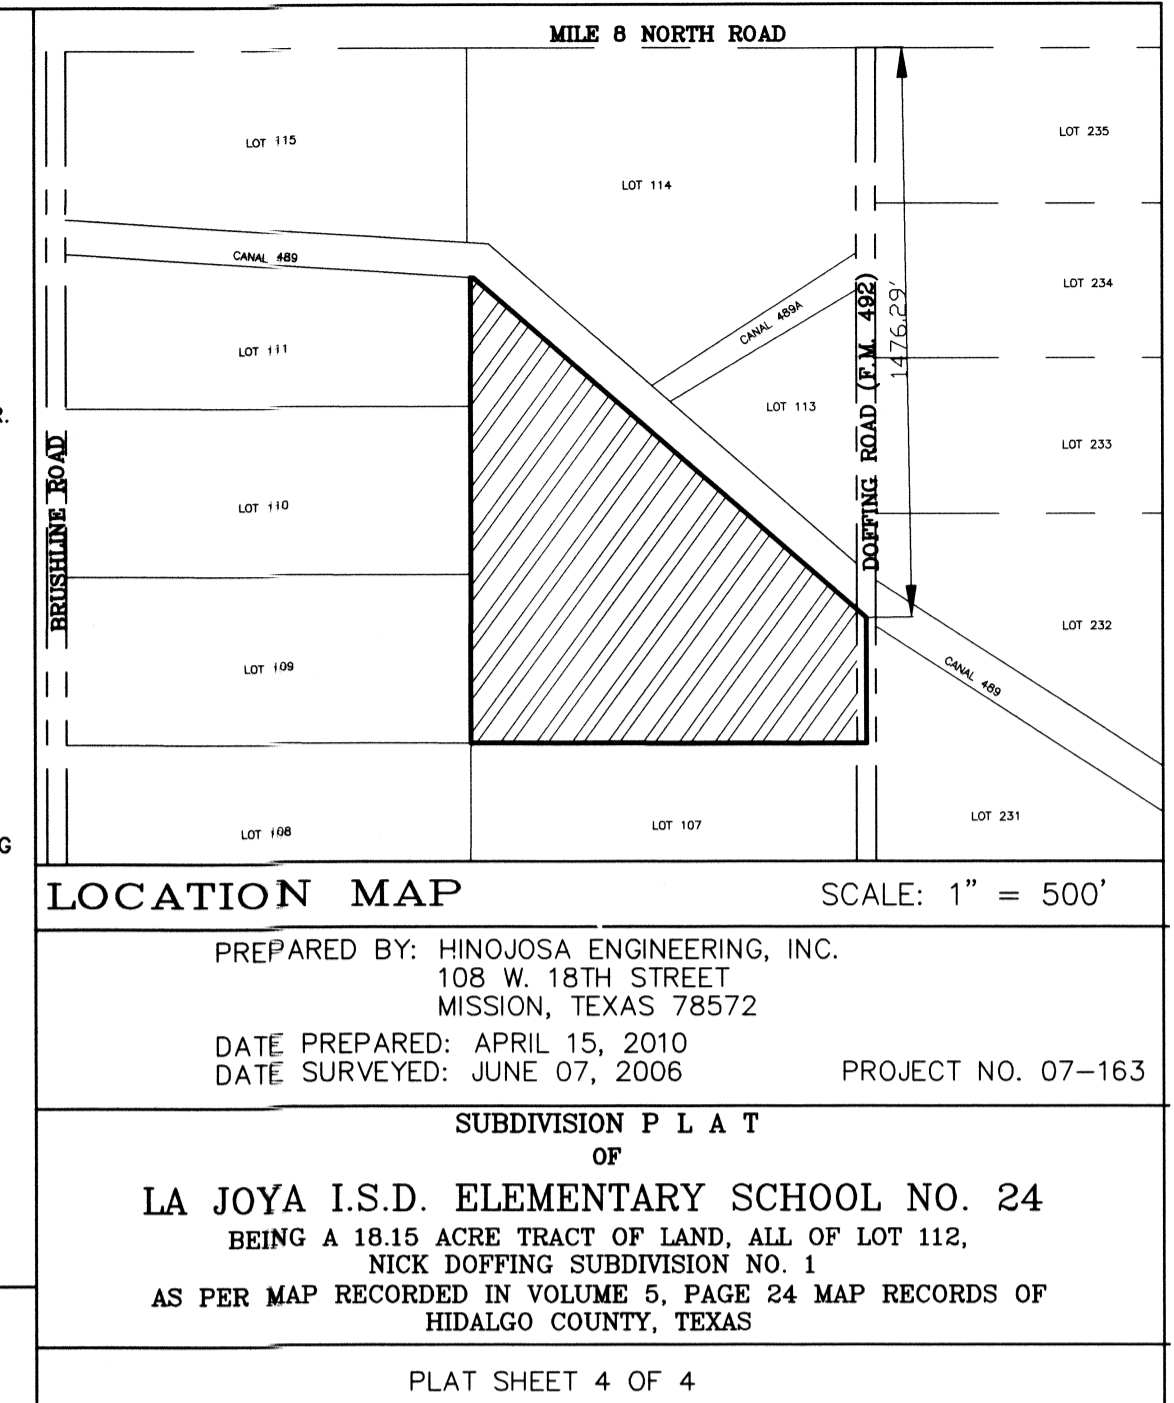 MILE 8 NORTH ROAD
LOT 115
LOT 114
LOT 235
CANAL 489
LOT 234
CANAL 489A
DOFFING ROAD (F.M. 492)
1476.29'
LOT 111
LOT 113
R.
LOT 233
BRUSHLINE ROAD
LOT 110
LOT 232
LOT 109
CANAL 489
LOT 231
LOT 108
LOT 107
G
LOCATION MAP
SCALE: 1" = 500'
PREPARED BY: HINOJOSA ENGINEERING, INC.
108 W. 18TH STREET
MISSION, TEXAS 78572
DATE PREPARED: APRIL 15, 2010
DATE SURVEYED: JUNE 07, 2006
PROJECT NO. 07-163
SUBDIVISION P L A T
OF
LA JOYA I.S.D. ELEMENTARY SCHOOL NO. 24
BEING A 18.15 ACRE TRACT OF LAND, ALL OF LOT 112,
NICK DOFFING SUBDIVISION NO. 1
AS PER MAP RECORDED IN VOLUME 5, PAGE 24 MAP RECORDS OF
HIDALGO COUNTY, TEXAS
PLAT SHEET 4 OF 4